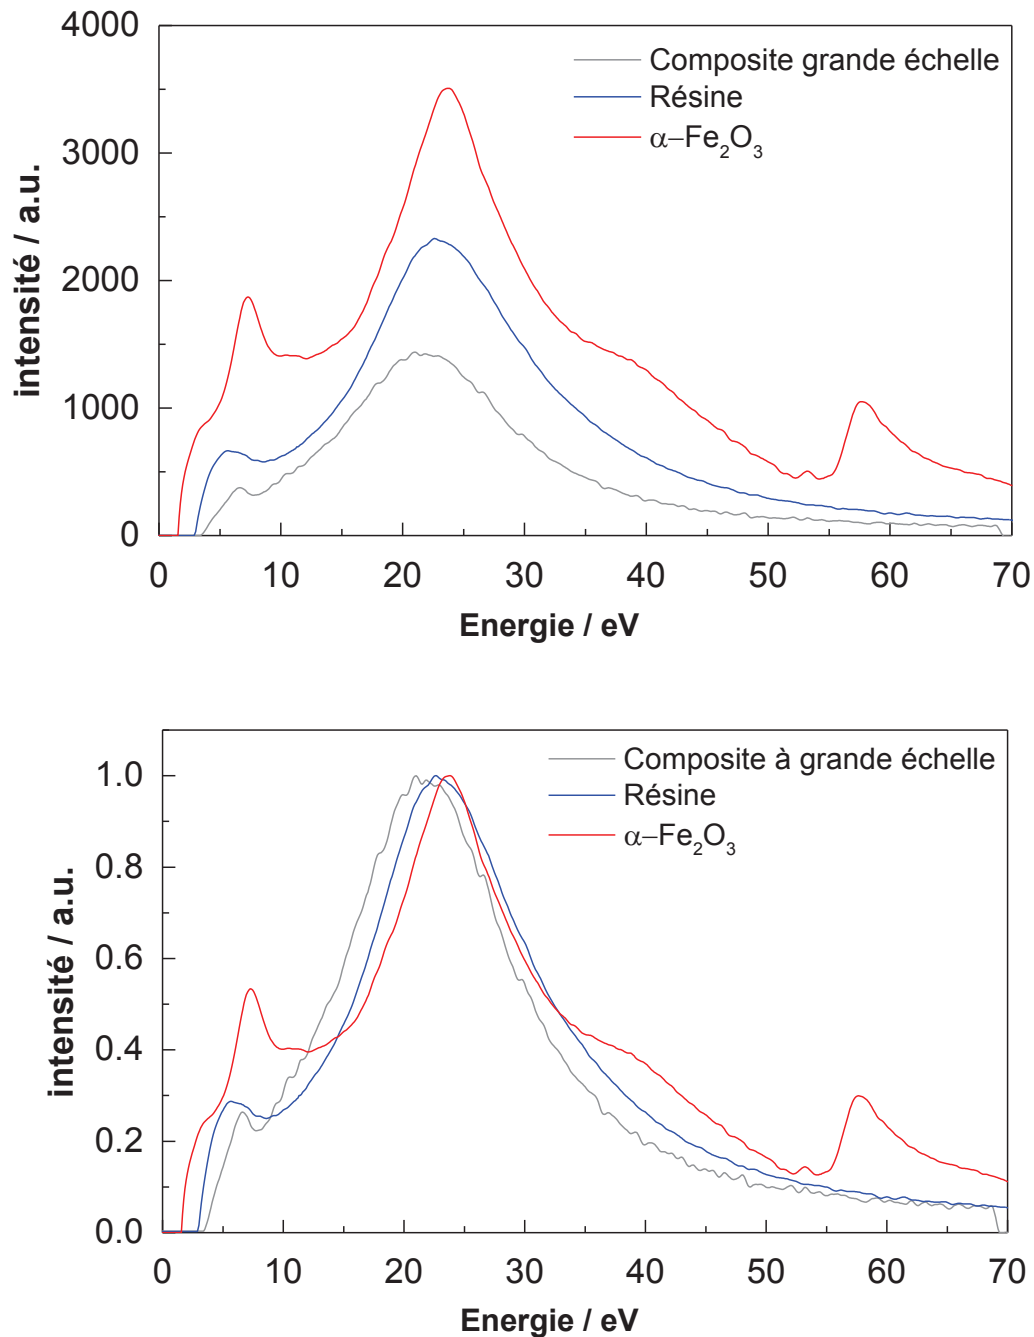 4000
3000
2000
1000
0
intensité / a.u.
Composite grande échelle
Résine
α–Fe₂O₃
0 10 20 30 40 50 60 70
Energie / eV
1.0
0.8
0.6
0.4
0.2
0.0
intensité / a.u.
Composite à grande échelle
Résine
α–Fe₂O₃
0 10 20 30 40 50 60 70
Energie / eV